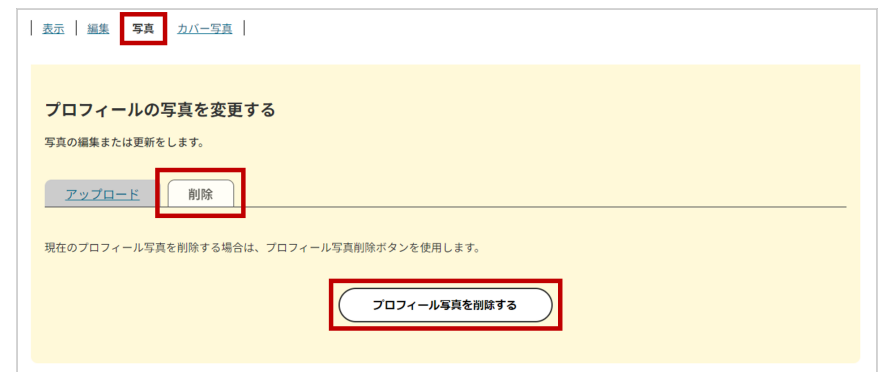 表示 編集 写真 カバー写真
プロフィールの写真を変更する
写真の編集または更新をします。
アップロード 削除
現在のプロフィール写真を削除する場合は、プロフィール写真削除ボタンを使用します。
プロフィール写真を削除する